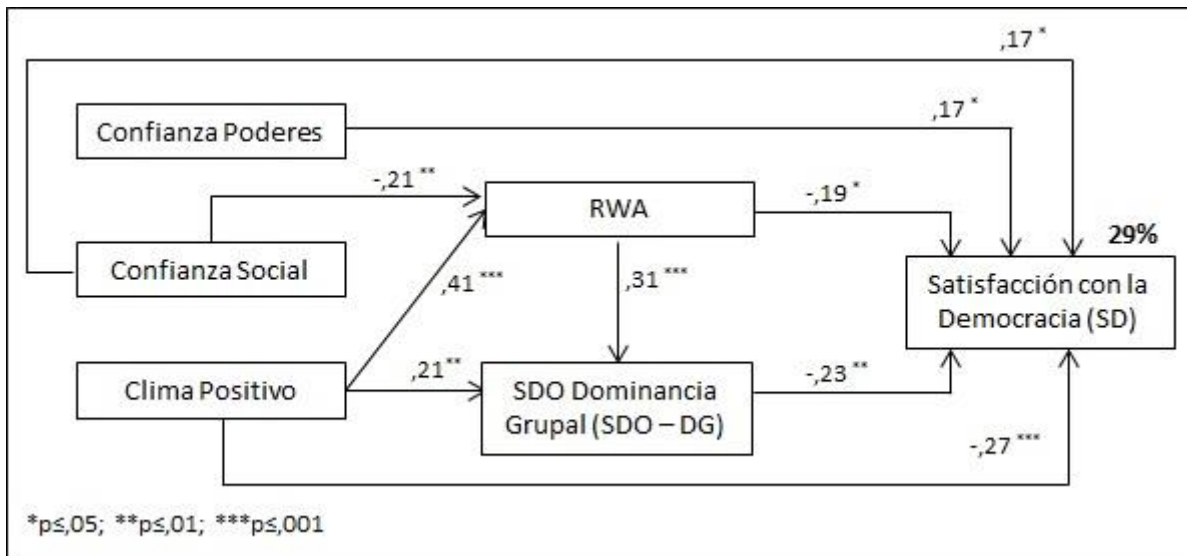 ,17 *
Confianza Poderes
,17 *
-,21 **
RWA
-,19 *
29%
Confianza Social
,41 ***
,31 ***
Satisfacción con la
Democracia (SD)
Clima Positivo
,21**
SDO Dominancia
Grupal (SDO – DG)
-,23 **
-,27 ***
*p≤,05; **p≤,01; ***p≤,001